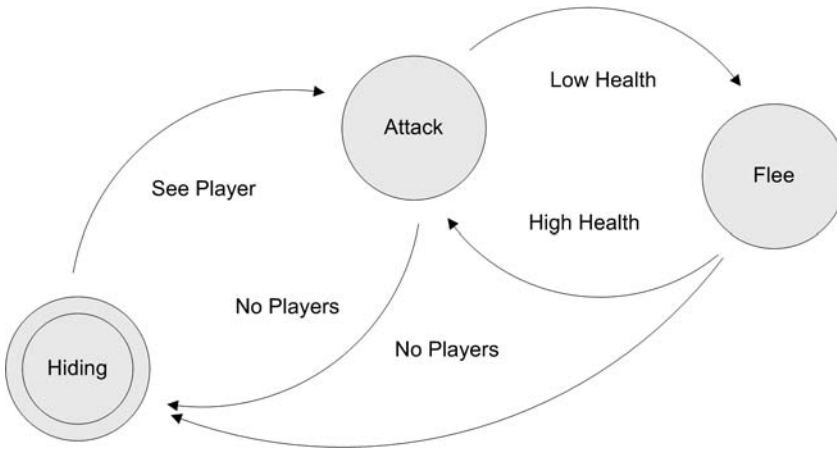 Low Health
Attack
Flee
See Player
High Health
No Players
No Players
Hiding